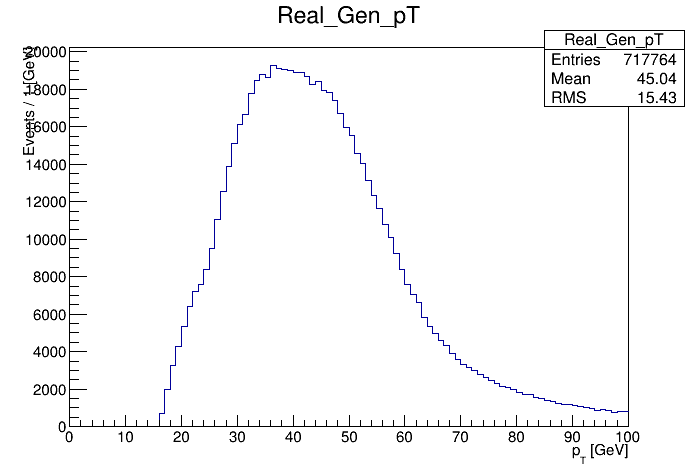 Real_Gen_pT
Real_Gen_pT
Entries 717764
Mean 45.04
RMS 15.43
Events / 1 [GeV]
20000
18000
16000
14000
12000
10000
8000
6000
4000
2000
0
0 10 20 30 40 50 60 70 80 90 100
p_T [GeV]